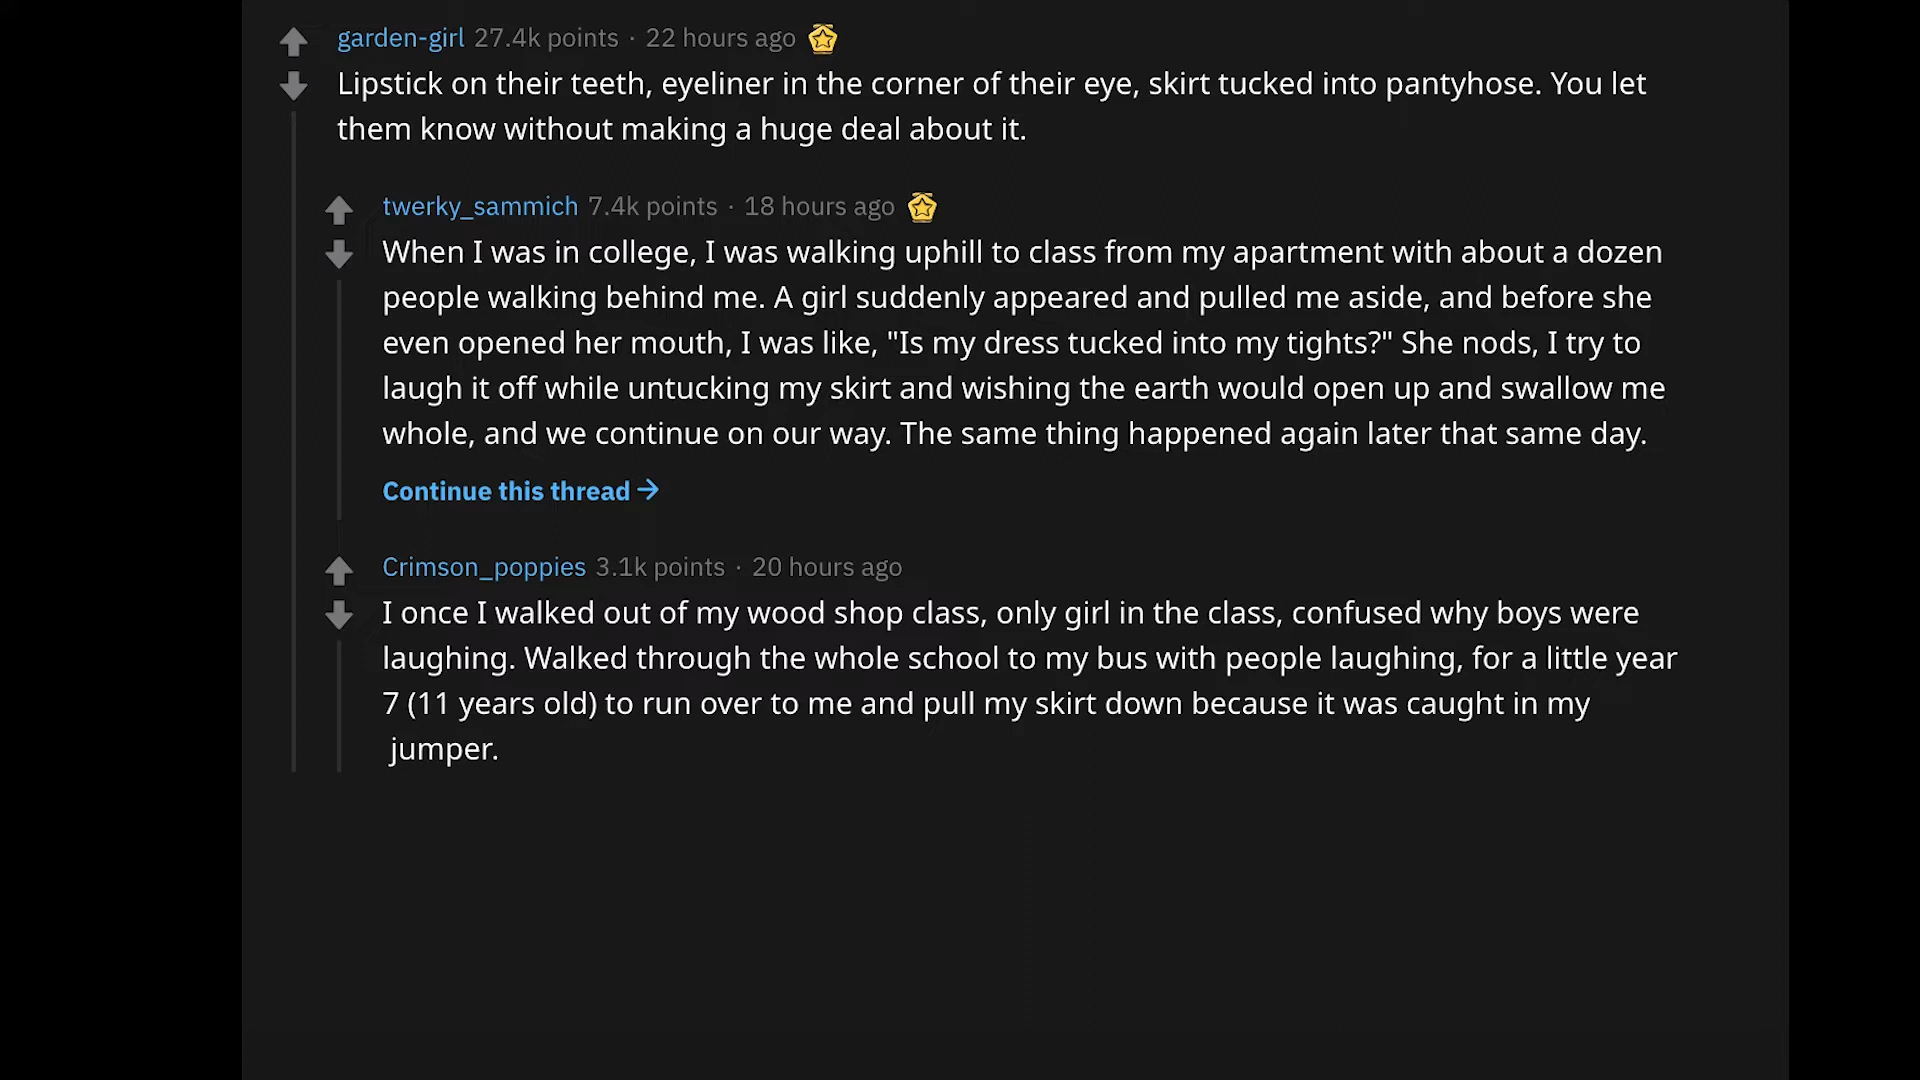 garden-girl 27.4k points · 22 hours ago
Lipstick on their teeth, eyeliner in the corner of their eye, skirt tucked into pantyhose. You let
them know without making a huge deal about it.
twerky_sammich 7.4k points · 18 hours ago
When I was in college, I was walking uphill to class from my apartment with about a dozen
people walking behind me. A girl suddenly appeared and pulled me aside, and before she
even opened her mouth, I was like, "Is my dress tucked into my tights?" She nods, I try to
laugh it off while untucking my skirt and wishing the earth would open up and swallow me
whole, and we continue on our way. The same thing happened again later that same day.
Continue this thread →
Crimson_poppies 3.1k points · 20 hours ago
I once I walked out of my wood shop class, only girl in the class, confused why boys were
laughing. Walked through the whole school to my bus with people laughing, for a little year
7 (11 years old) to run over to me and pull my skirt down because it was caught in my
jumper.